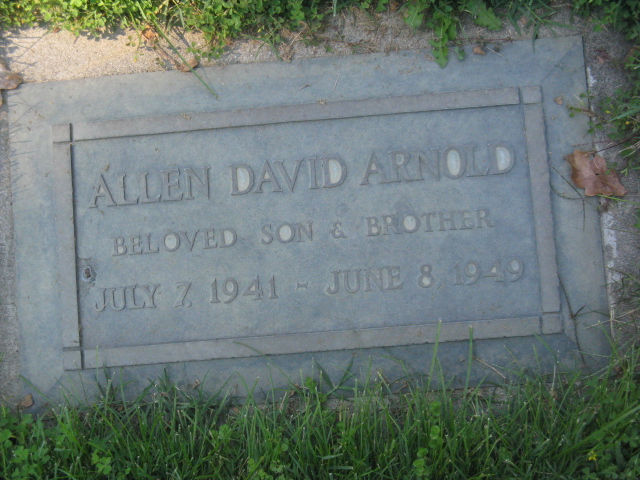 ALLEN DAVID ARNOLD
BELOVED SON & BROTHER
JULY 7, 1941 - JUNE 8, 1949